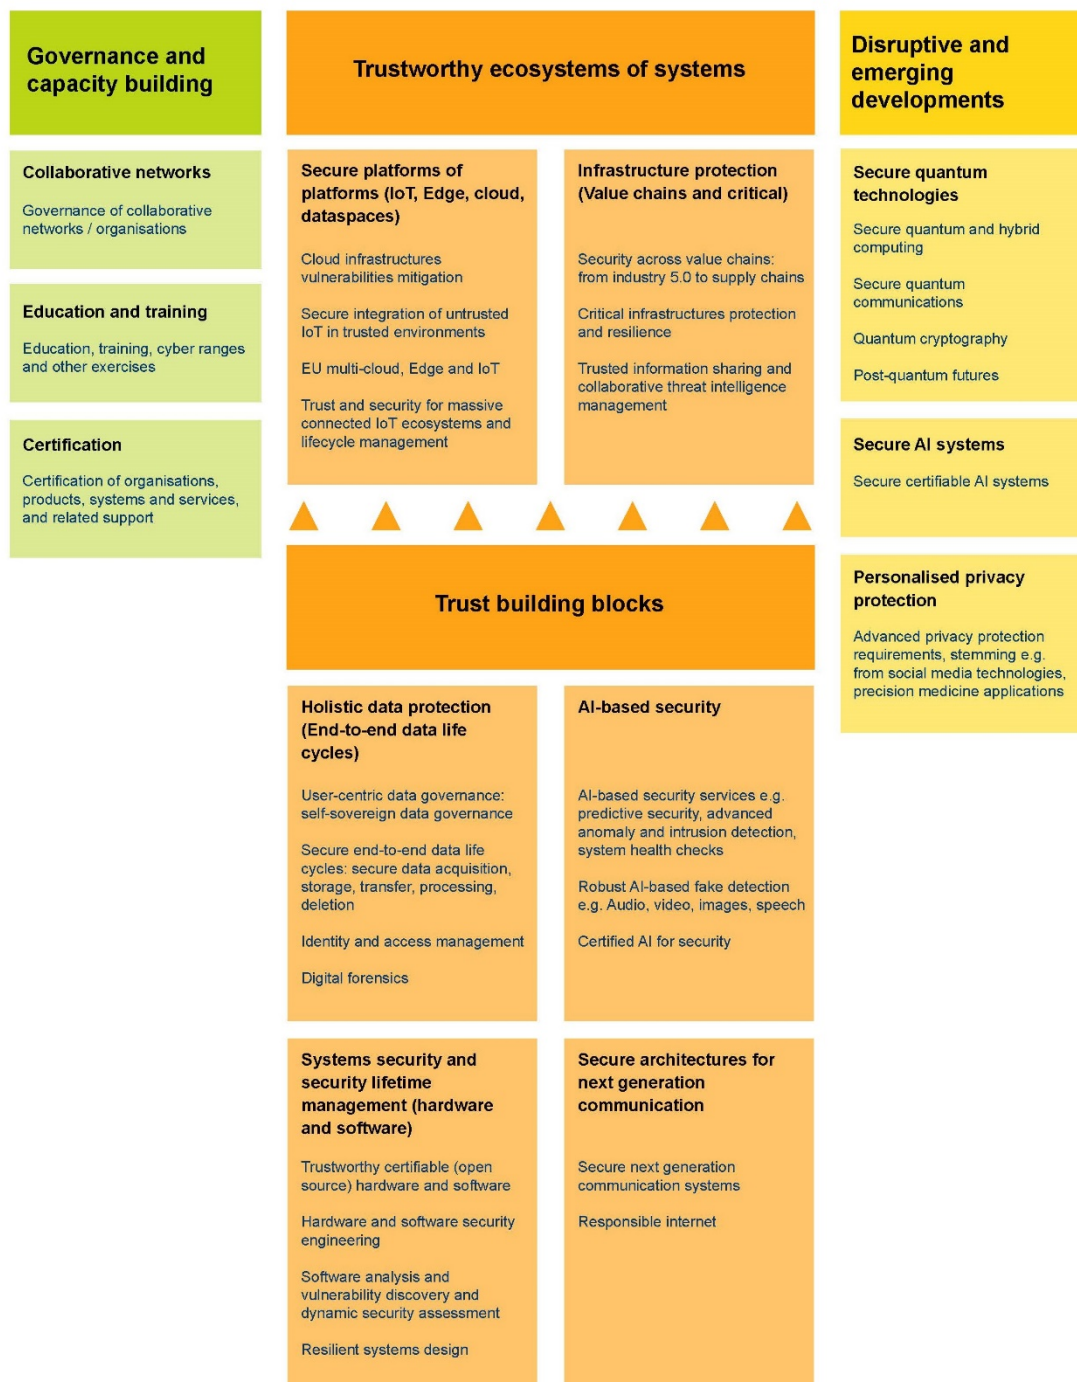 Governance and
capacity building
Collaborative networks
Governance of collaborative
networks / organisations
Education and training
Education, training, cyber ranges
and other exercises
Certification
Certification of organisations,
products, systems and services,
and related support
Trustworthy ecosystems of systems
Secure platforms of
platforms (IoT, Edge, cloud,
dataspaces)
Cloud infrastructures
vulnerabilities mitigation
Secure integration of untrusted
IoT in trusted environments
EU multi-cloud, Edge and IoT
Trust and security for massive
connected IoT ecosystems and
lifecycle management
Infrastructure protection
(Value chains and critical)
Security across value chains:
from industry 5.0 to supply chains
Critical infrastructures protection
and resilience
Trusted information sharing and
collaborative threat intelligence
management
Trust building blocks
Holistic data protection
(End-to-end data life
cycles)
User-centric data governance:
self-sovereign data governance
Secure end-to-end data life
cycles: secure data acquisition,
storage, transfer, processing,
deletion
Identity and access management
Digital forensics
AI-based security
AI-based security services e.g.
predictive security, advanced
anomaly and intrusion detection,
system health checks
Robust AI-based fake detection
e.g. Audio, video, images, speech
Certified AI for security
Systems security and
security lifetime
management (hardware
and software)
Trustworthy certifiable (open
source) hardware and software
Hardware and software security
engineering
Software analysis and
vulnerability discovery and
dynamic security assessment
Resilient systems design
Secure architectures for
next generation
communication
Secure next generation
communication systems
Responsible internet
Disruptive and
emerging
developments
Secure quantum
technologies
Secure quantum and hybrid
computing
Secure quantum
communications
Quantum cryptography
Post-quantum futures
Secure AI systems
Secure certifiable AI systems
Personalised privacy
protection
Advanced privacy protection
requirements, stemming e.g.
from social media technologies,
precision medicine applications